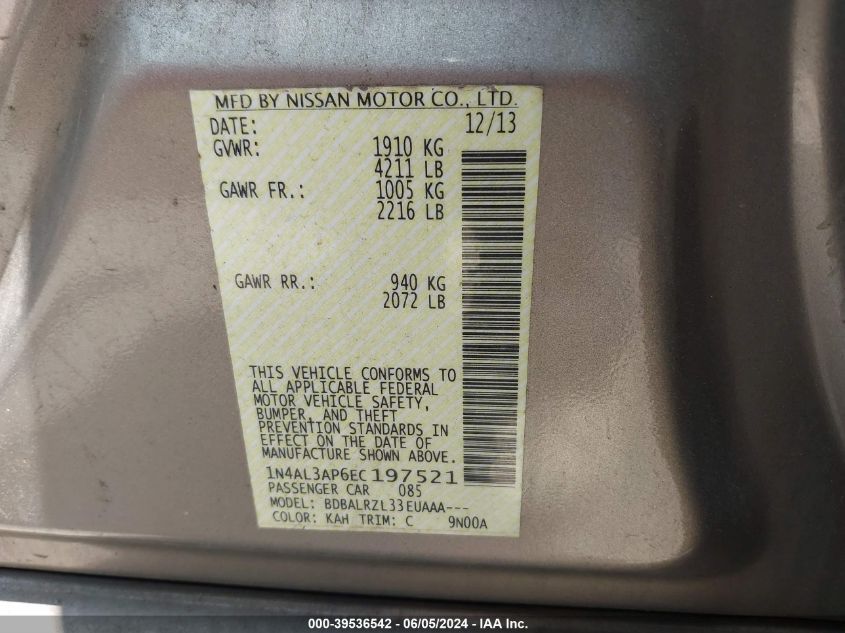 MFD BY NISSAN MOTOR CO., LTD.
DATE: 12/13
GVWR: 1910 KG
4211 LB
GAWR FR.: 1005 KG
2216 LB
GAWR RR.: 940 KG
2072 LB
THIS VEHICLE CONFORMS TO
ALL APPLICABLE FEDERAL
MOTOR VEHICLE SAFETY,
BUMPER, AND THEFT
PREVENTION STANDARDS IN
EFFECT ON THE DATE OF
MANUFACTURE SHOWN ABOVE.
1N4AL3AP6EC197521
PASSENGER CAR 085
MODEL: BDBALRZL33EUAAA---
COLOR: KAH TRIM: C 9N00A
000-39536542 - 06/05/2024 - IAA Inc.